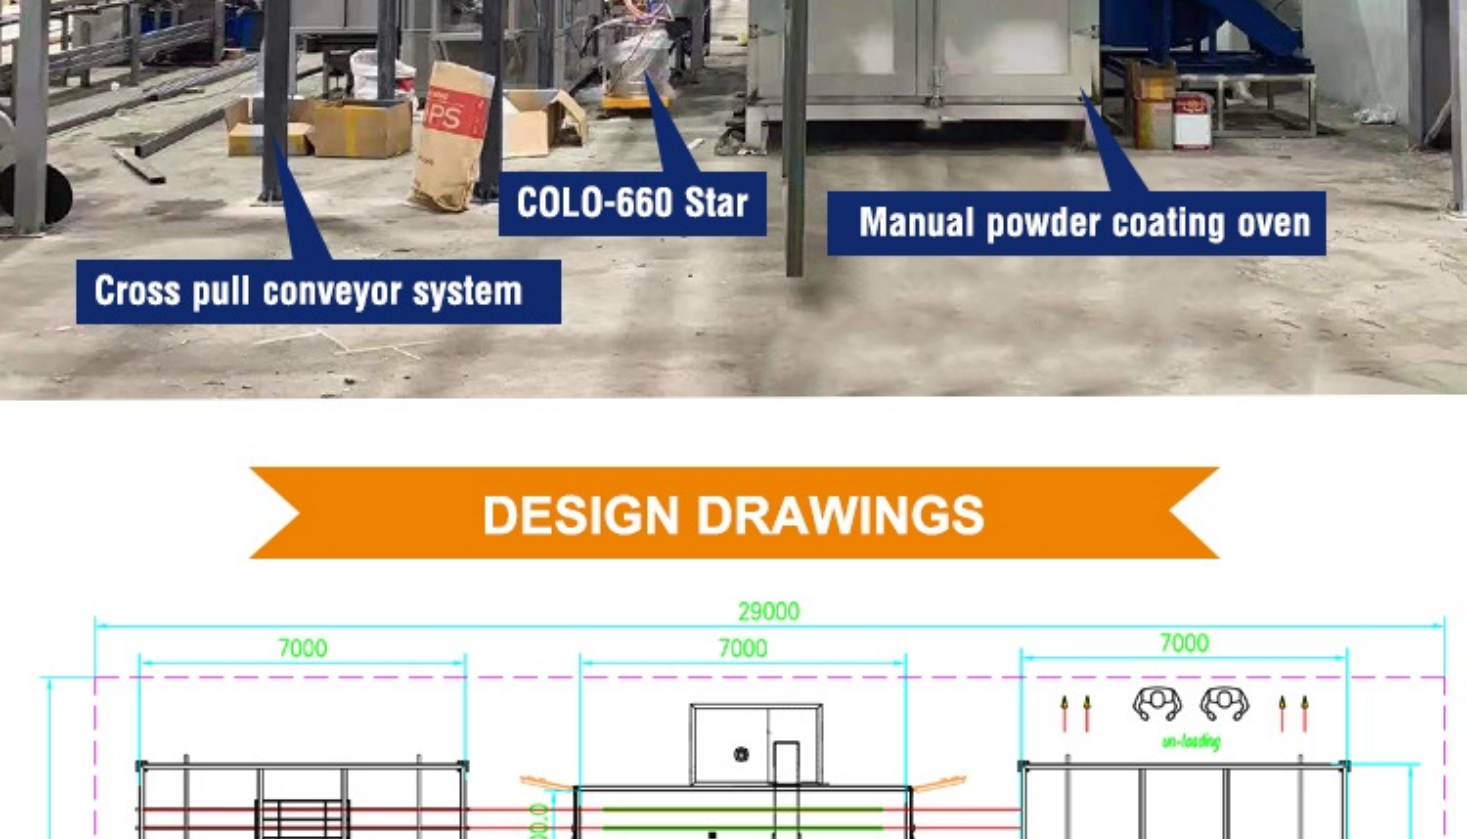 PS
COLO-660 Star
Manual powder coating oven
Cross pull conveyor system
DESIGN DRAWINGS
29000
7000
7000
7000
un-loading